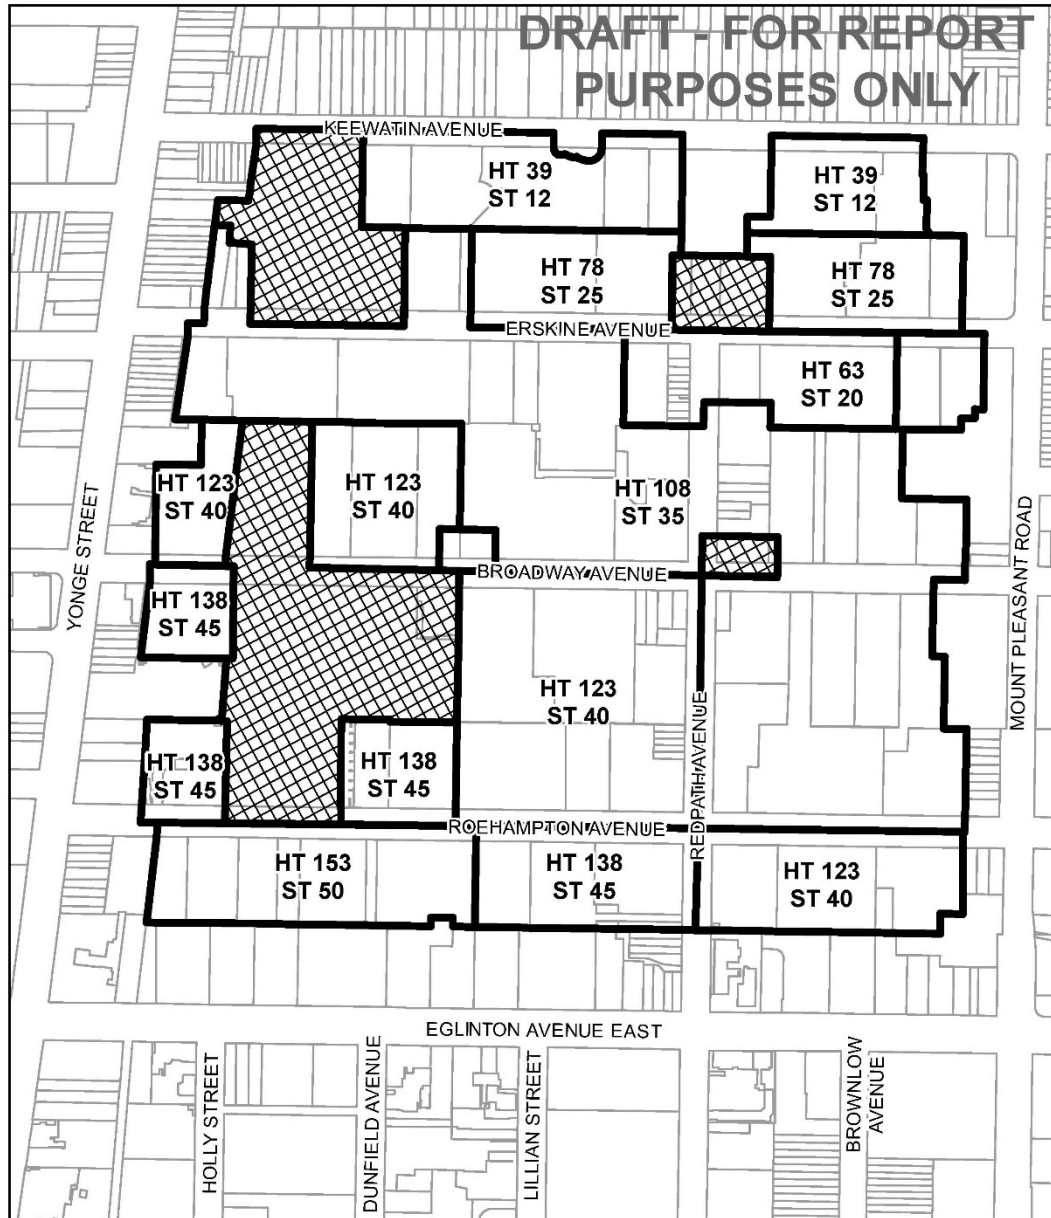 DRAFT - FOR REPORT
PURPOSES ONLY
KEEWATIN AVENUE
HT 39
ST 12
HT 39
ST 12
HT 78
ST 25
HT 78
ST 25
ERSKINE AVENUE
HT 63
ST 20
HT 123
ST 40
HT 123
ST 40
HT 108
ST 35
YONGE STREET
BROADWAY AVENUE
MOUNT PLEASANT ROAD
HT 138
ST 45
HT 123
ST 40
REDPATH AVENUE
HT 138
ST 45
HT 138
ST 45
ROEHAMPTON AVENUE
HT 153
ST 50
HT 138
ST 45
HT 123
ST 40
EGLINTON AVENUE EAST
HOLLY STREET
DUNFIELD AVENUE
LILLIAN STREET
BROWNLOW
AVENUE